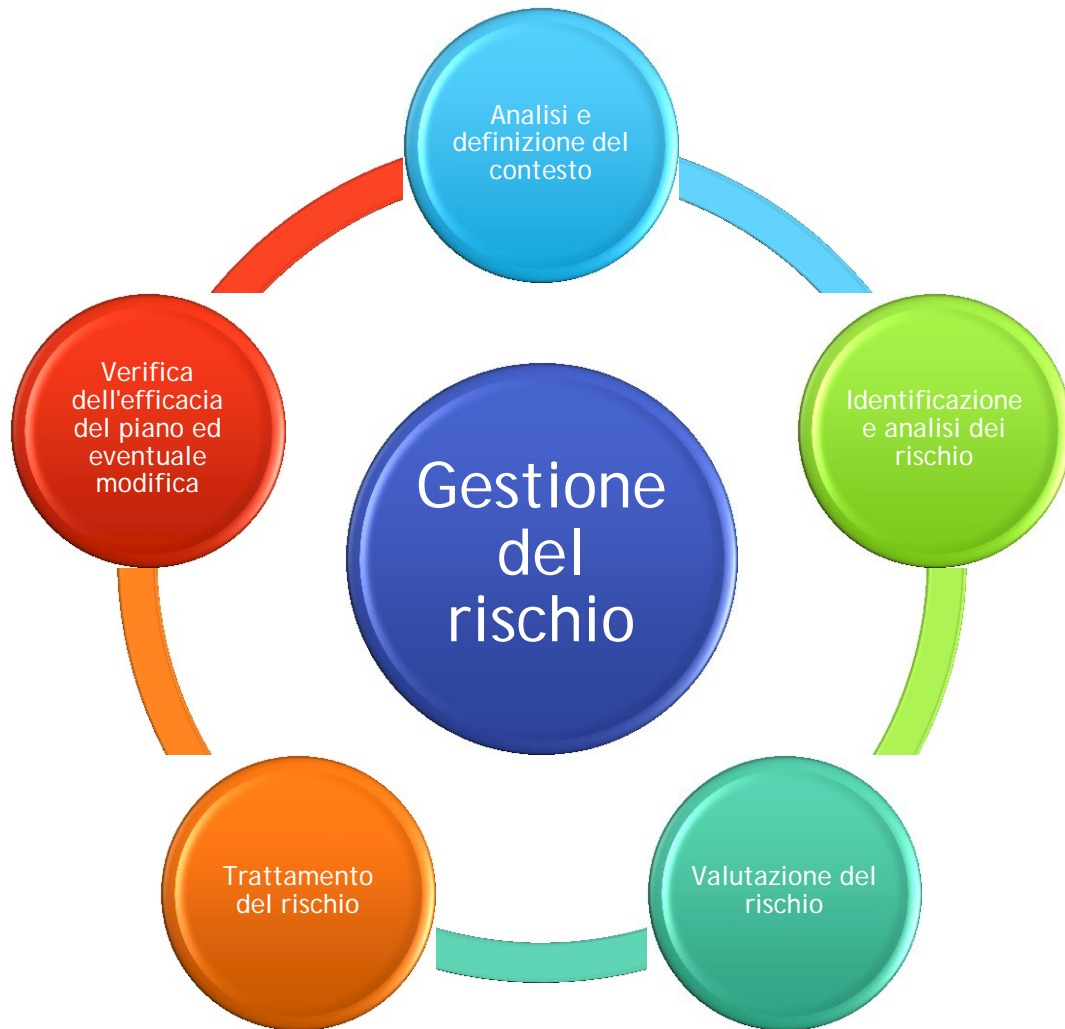 Analisi e
definizione del
contesto
Identificazione
e analisi dei
rischio
Valutazione del
rischio
Trattamento
del rischio
Verifica
dell'efficacia
del piano ed
eventuale
modifica
Gestione
del
rischio